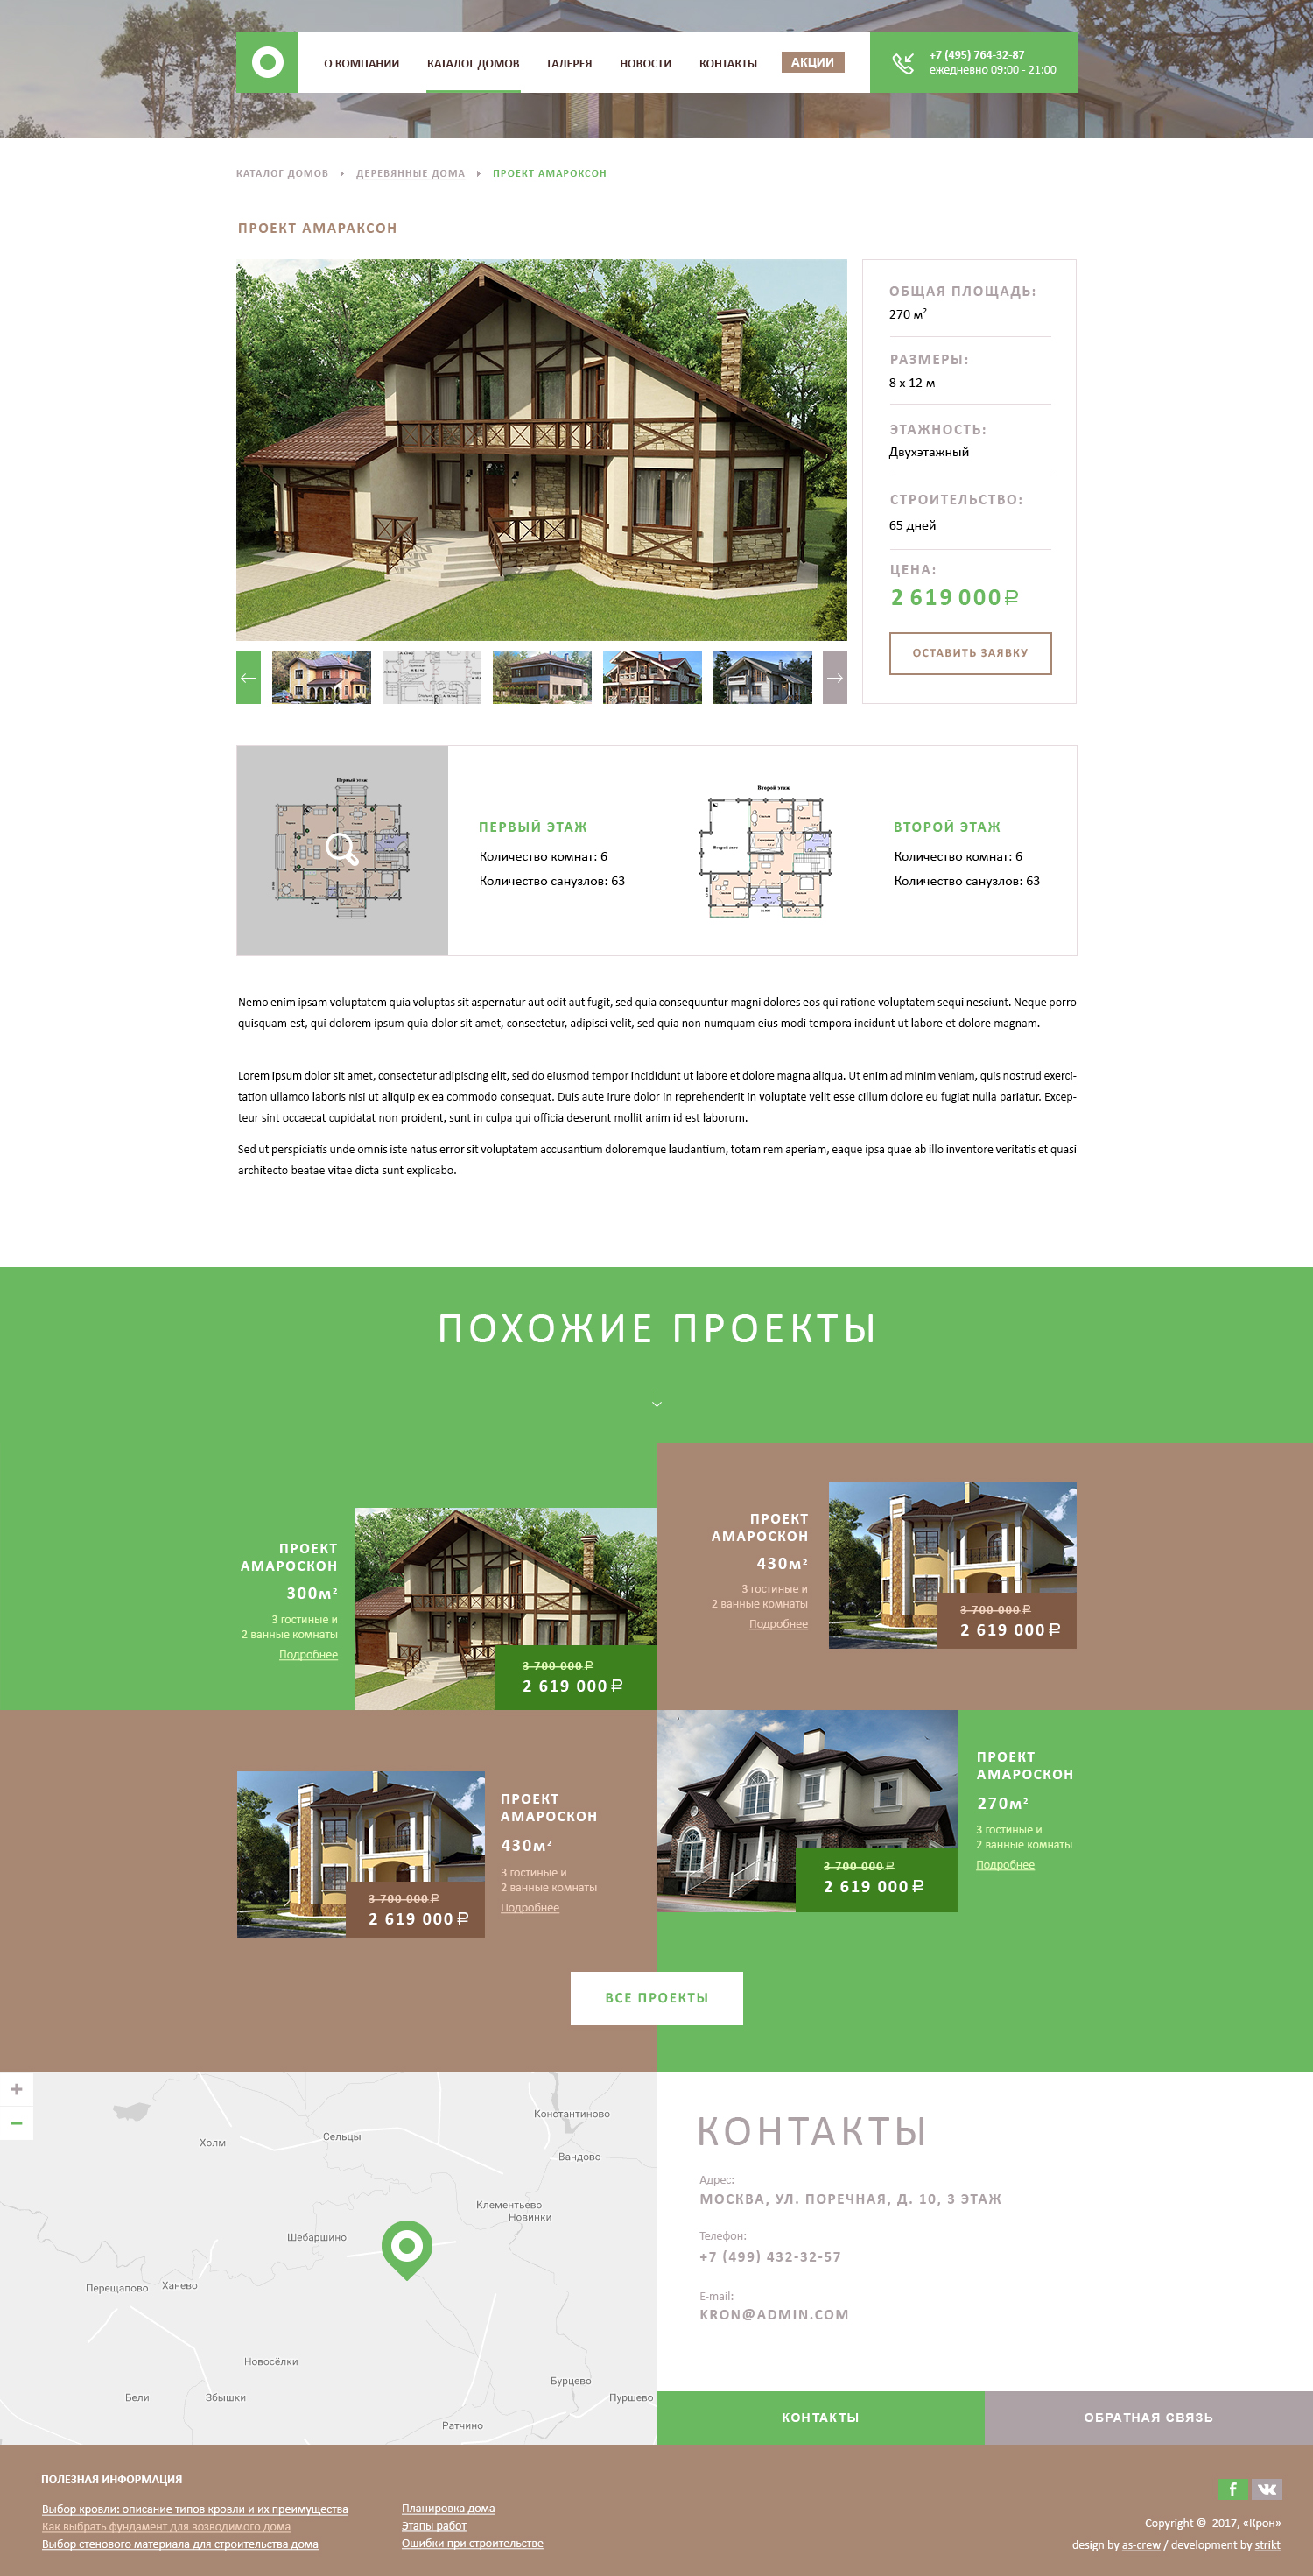 О КОМПАНИИ
КАТАЛОГ ДОМОВ
ГАЛЕРЕЯ
НОВОСТИ
КОНТАКТЫ
АКЦИИ
+7 (495) 764-32-87
ежедневно 09:00 - 21:00
КАТАЛОГ ДОМОВ
ДЕРЕВЯННЫЕ ДОМА
ПРОЕКТ АМАРОКСОН
ПРОЕКТ АМАРАКСОН
ОБЩАЯ ПЛОЩАДЬ:
270 м²
РАЗМЕРЫ:
8 х 12 м
ЭТАЖНОСТЬ:
Двухэтажный
СТРОИТЕЛЬСТВО:
65 дней
ЦЕНА:
2 619 000 ₽
ОСТАВИТЬ ЗАЯВКУ
Первый этаж
ПЕРВЫЙ ЭТАЖ
Количество комнат: 6
Количество санузлов: 63
Второй этаж
Второй свет
ВТОРОЙ ЭТАЖ
Количество комнат: 6
Количество санузлов: 63
Nemo enim ipsam voluptatem quia voluptas sit aspernatur aut odit aut fugit, sed quia consequuntur magni dolores eos qui ratione voluptatem sequi nesciunt. Neque porro
quisquam est, qui dolorem ipsum quia dolor sit amet, consectetur, adipisci velit, sed quia non numquam eius modi tempora incidunt ut labore et dolore magnam.
Lorem ipsum dolor sit amet, consectetur adipiscing elit, sed do eiusmod tempor incididunt ut labore et dolore magna aliqua. Ut enim ad minim veniam, quis nostrud exerci-
tation ullamco laboris nisi ut aliquip ex ea commodo consequat. Duis aute irure dolor in reprehenderit in voluptate velit esse cillum dolore eu fugiat nulla pariatur. Excep-
teur sint occaecat cupidatat non proident, sunt in culpa qui officia deserunt mollit anim id est laborum.
Sed ut perspiciatis unde omnis iste natus error sit voluptatem accusantium doloremque laudantium, totam rem aperiam, eaque ipsa quae ab illo inventore veritatis et quasi
architecto beatae vitae dicta sunt explicabo.
ПОХОЖИЕ ПРОЕКТЫ
ПРОЕКТ
АМАРОСКОН
300м²
3 гостиные и
2 ванные комнаты
Подробнее
3 700 000 ₽
2 619 000 ₽
ПРОЕКТ
АМАРОСКОН
430м²
3 гостиные и
2 ванные комнаты
Подробнее
3 700 000 ₽
2 619 000 ₽
3 700 000 ₽
2 619 000 ₽
ПРОЕКТ
АМАРОСКОН
430м²
3 гостиные и
2 ванные комнаты
Подробнее
3 700 000 ₽
2 619 000 ₽
ПРОЕКТ
АМАРОСКОН
270м²
3 гостиные и
2 ванные комнаты
Подробнее
ВСЕ ПРОЕКТЫ
Константиново
Сельцы
Холм
Вандово
Клементьево
Новинки
Шебаршино
Перещапово
Ханево
Новосёлки
Бурцево
Бели
Збышки
Пуршево
Ратчино
КОНТАКТЫ
Адрес:
МОСКВА, УЛ. ПОРЕЧНАЯ, Д. 10, 3 ЭТАЖ
Телефон:
+7 (499) 432-32-57
E-mail:
KRON@ADMIN.COM
КОНТАКТЫ
ОБРАТНАЯ СВЯЗЬ
ПОЛЕЗНАЯ ИНФОРМАЦИЯ
Выбор кровли: описание типов кровли и их преимущества
Как выбрать фундамент для возводимого дома
Выбор стенового материала для строительства дома
Планировка дома
Этапы работ
Ошибки при строительстве
Copyright © 2017, «Крон»
design by as-crew / development by strikt